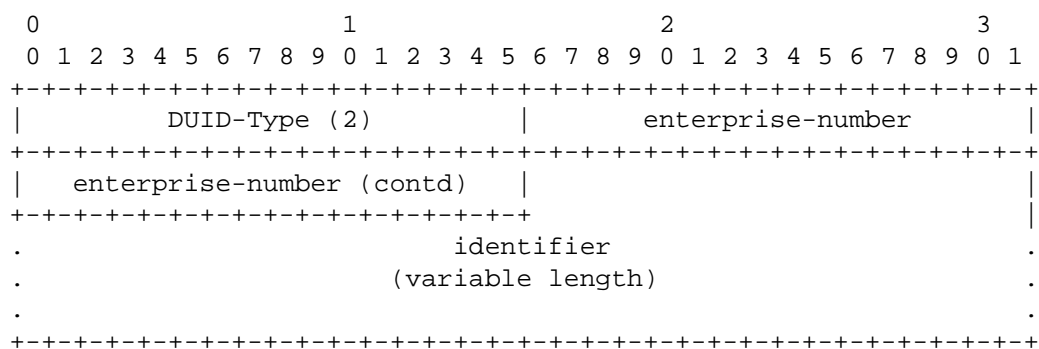 0                   1                   2                   3
 0 1 2 3 4 5 6 7 8 9 0 1 2 3 4 5 6 7 8 9 0 1 2 3 4 5 6 7 8 9 0 1
+-+-+-+-+-+-+-+-+-+-+-+-+-+-+-+-+-+-+-+-+-+-+-+-+-+-+-+-+-+-+-+-+
|         DUID-Type (2)         |       enterprise-number       |
+-+-+-+-+-+-+-+-+-+-+-+-+-+-+-+-+-+-+-+-+-+-+-+-+-+-+-+-+-+-+-+-+
|   enterprise-number (contd)   |                               |
+-+-+-+-+-+-+-+-+-+-+-+-+-+-+-+-+                               |
.                           identifier                          .
.                       (variable length)                       .
.                                                               .
+-+-+-+-+-+-+-+-+-+-+-+-+-+-+-+-+-+-+-+-+-+-+-+-+-+-+-+-+-+-+-+-+